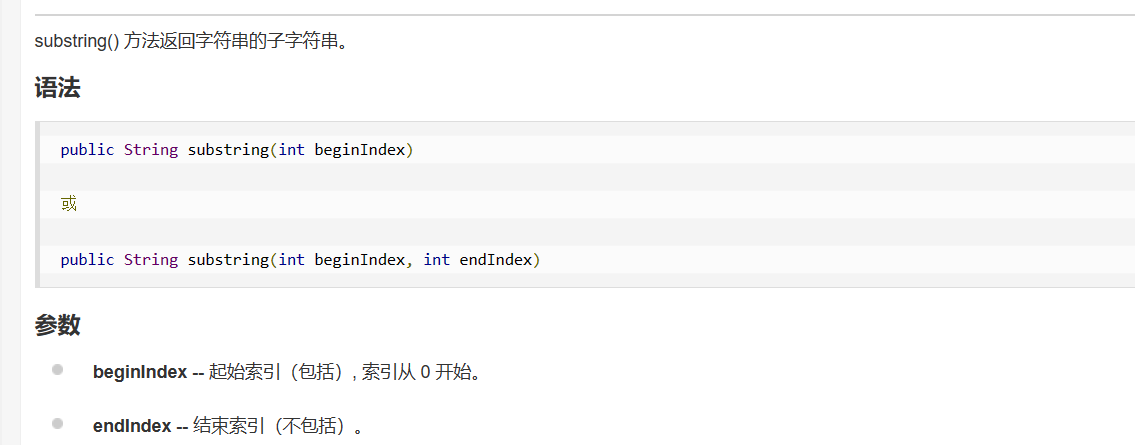 substring() 方法返回字符串的子字符串。
语法
public String substring(int beginIndex)
或
public String substring(int beginIndex, int endIndex)
参数
beginIndex -- 起始索引（包括）, 索引从 0 开始。
endIndex -- 结束索引（不包括）。